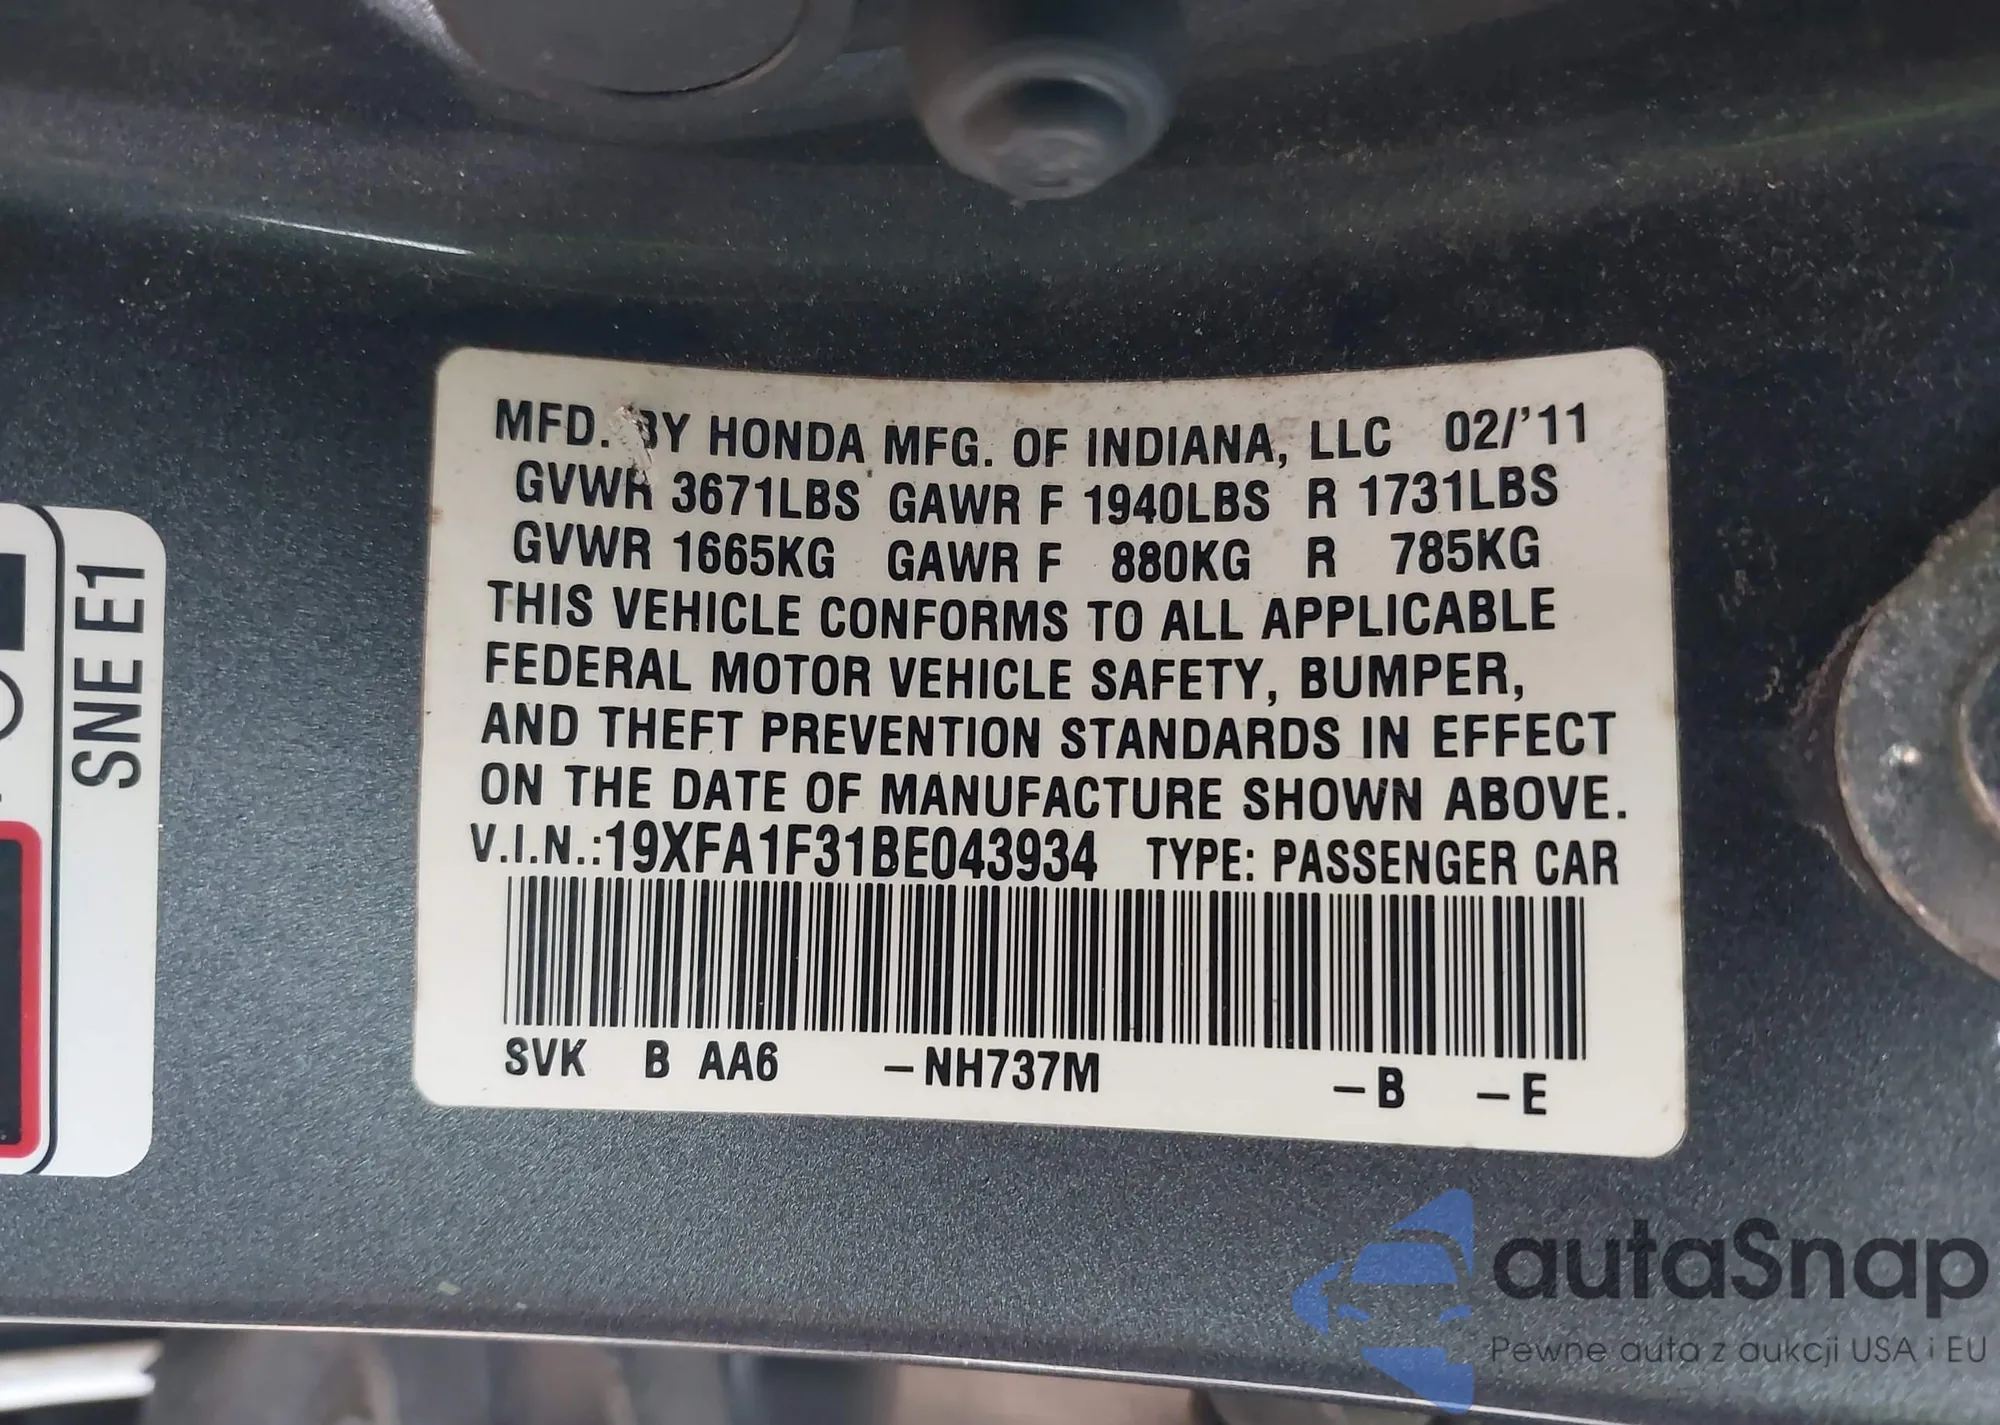 MFD. BY HONDA MFG. OF INDIANA, LLC 02/'11
GVWR 3671LBS GAWR F 1940LBS R 1731LBS
GVWR 1665KG GAWR F 880KG R 785KG
THIS VEHICLE CONFORMS TO ALL APPLICABLE
FEDERAL MOTOR VEHICLE SAFETY, BUMPER,
AND THEFT PREVENTION STANDARDS IN EFFECT
ON THE DATE OF MANUFACTURE SHOWN ABOVE.
V.I.N.:19XFA1F31BE043934 TYPE: PASSENGER CAR
SVK B AA6 –NH737M –B –E
SNE E1
autaSnap
Pewne auta z aukcji USA i EU